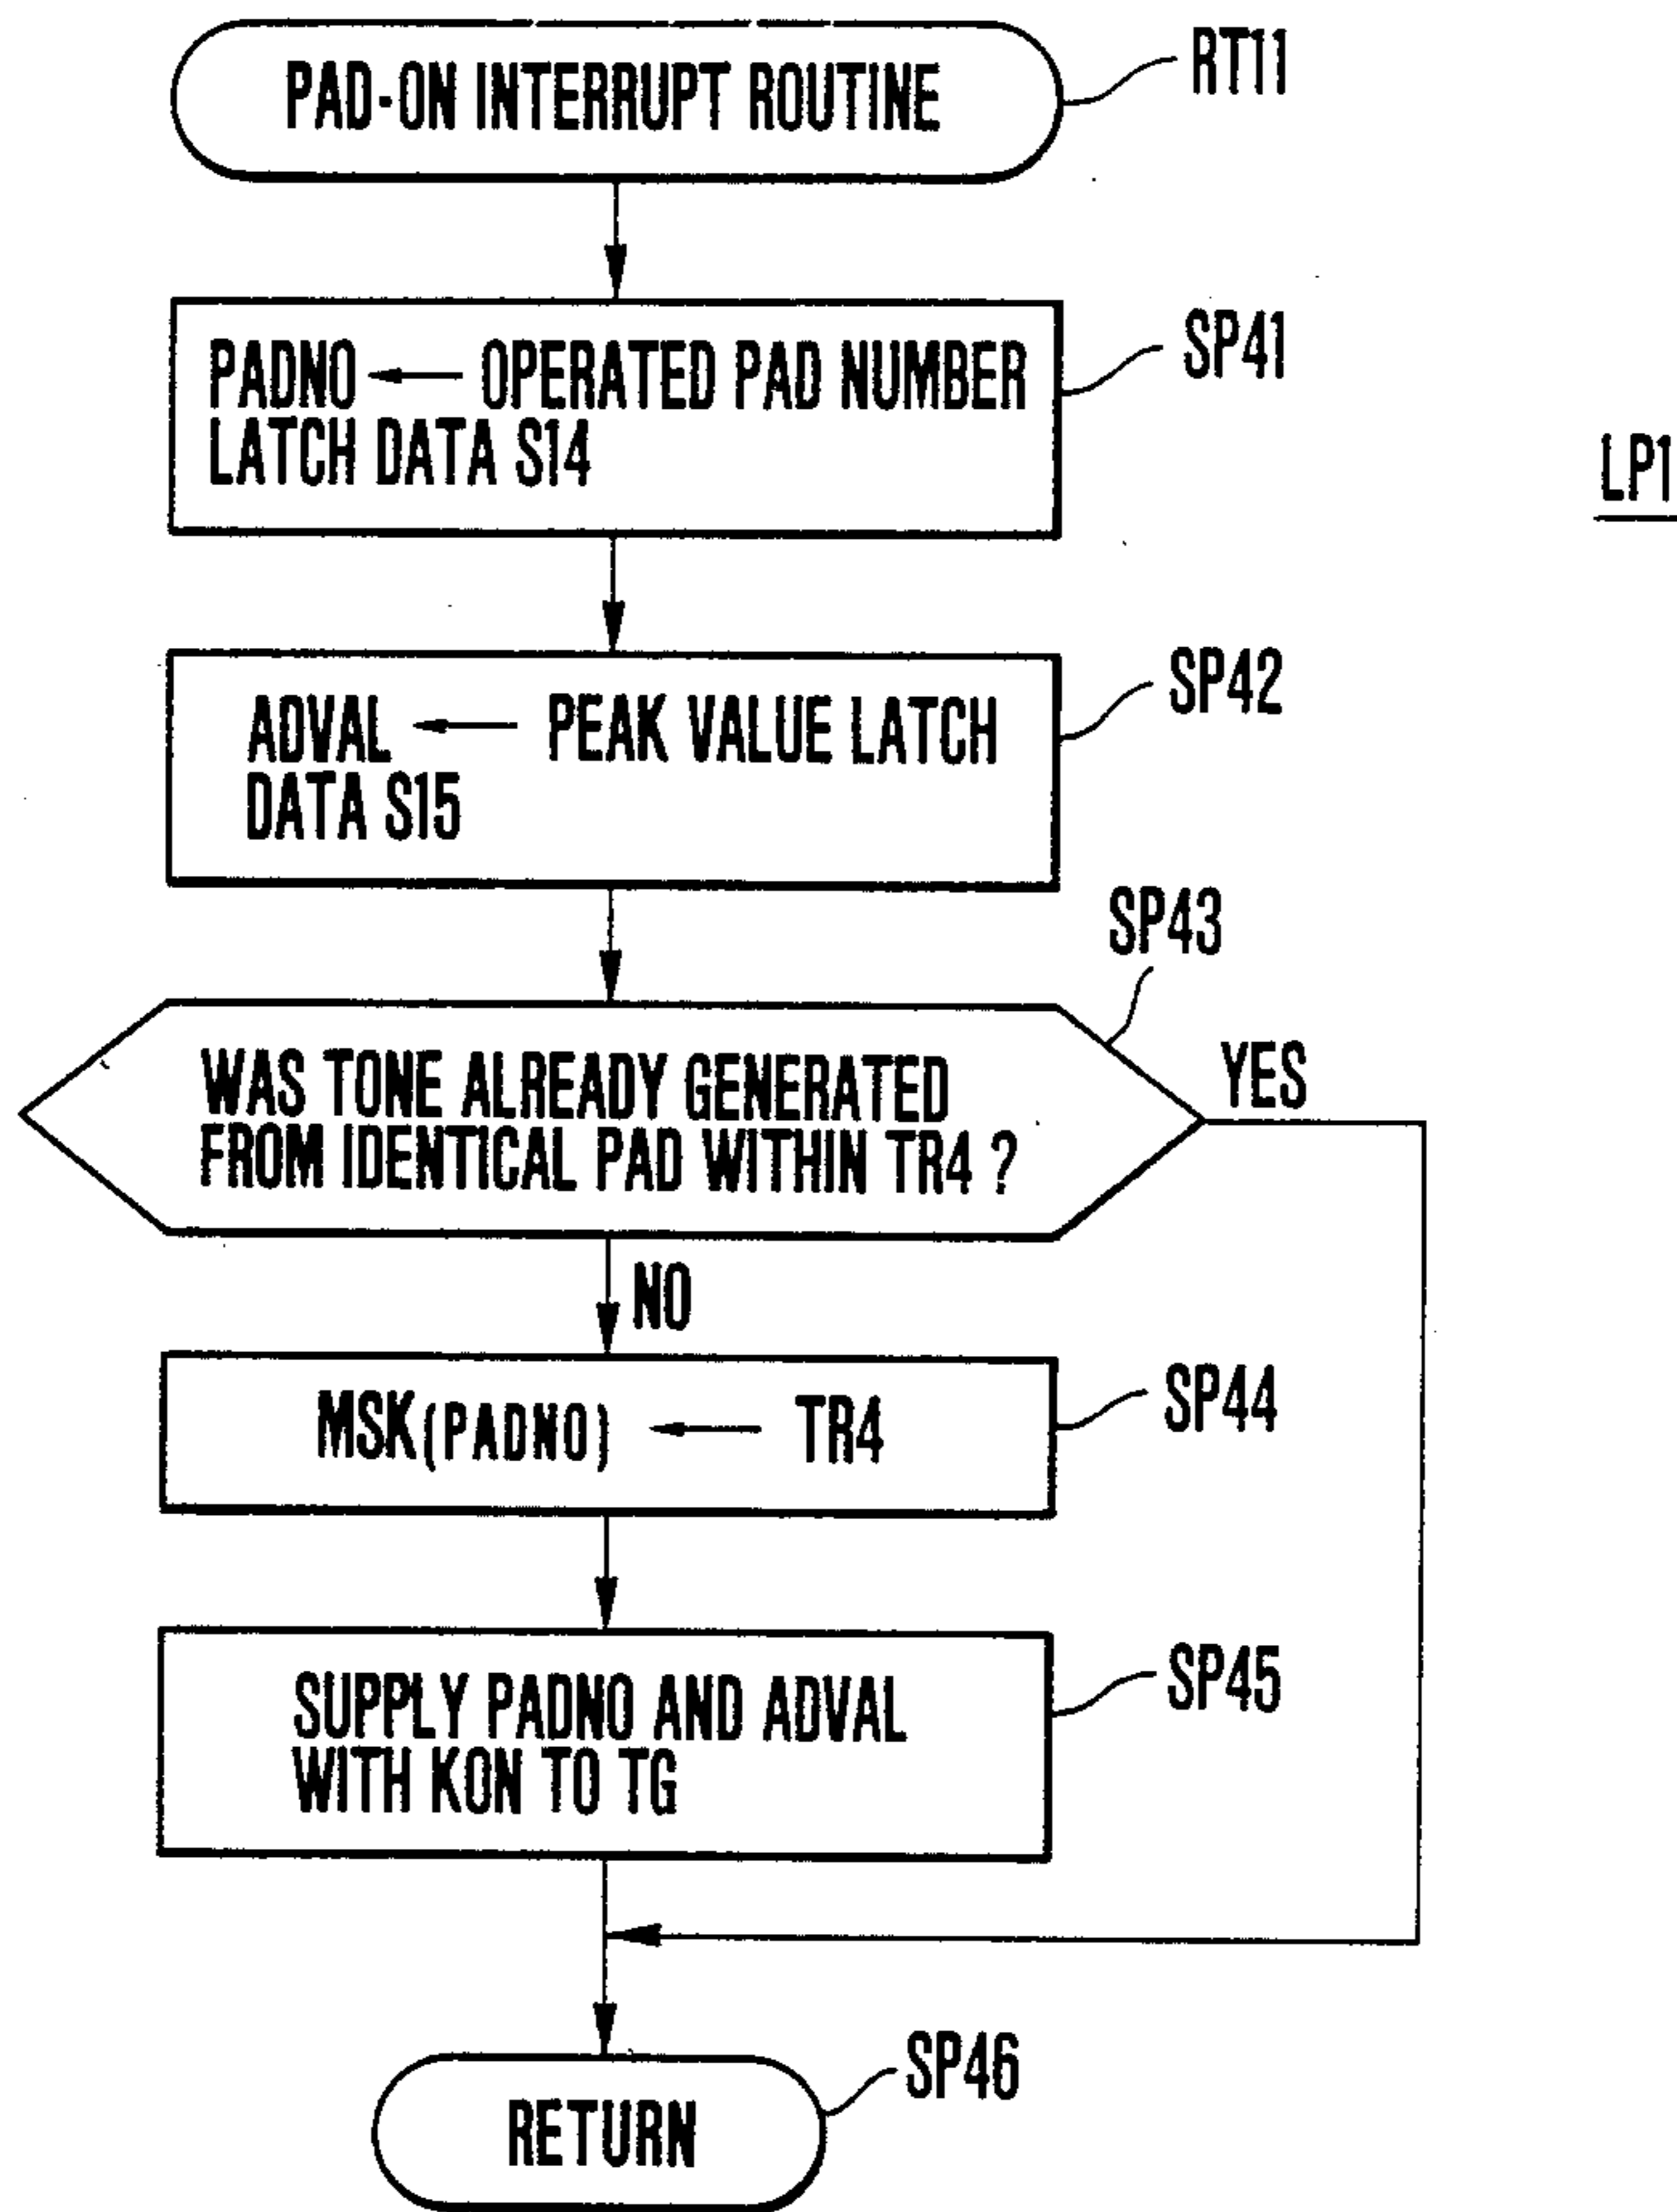 PAD-ON INTERRUPT ROUTINE
RT11
PADNO ← OPERATED PAD NUMBER
LATCH DATA S14
SP41
LP1
ADVAL ← PEAK VALUE LATCH
DATA S15
SP42
SP43
WAS TONE ALREADY GENERATED
FROM IDENTICAL PAD WITHIN TR4 ?
YES
NO
MSK(PADNO) ← TR4
SP44
SUPPLY PADNO AND ADVAL
WITH KON TO TG
SP45
SP46
RETURN